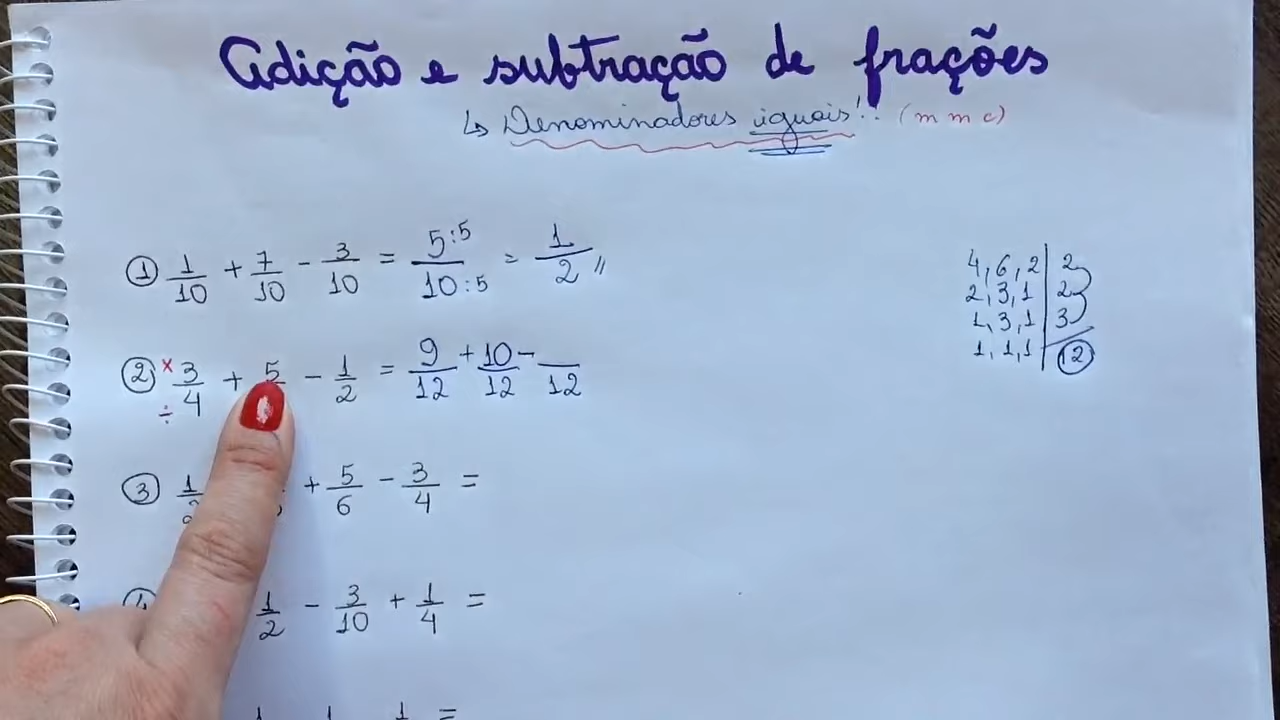 Adição e subtração de frações
↳ Denominadores iguais!! (m m c)
① 1/10 + 7/10 - 3/10 = 5:5/10:5 = 1/2 //
4, 6, 2 | 2
2, 3, 1 | 2
1, 3, 1 | 3
1, 1, 1 | 12
② × ÷ 3/4 + 5 - 1/2 = 9/12 + 10/12 - /12
③ + 5/6 - 3/4 =
1/2 - 3/10 + 1/4 =
=